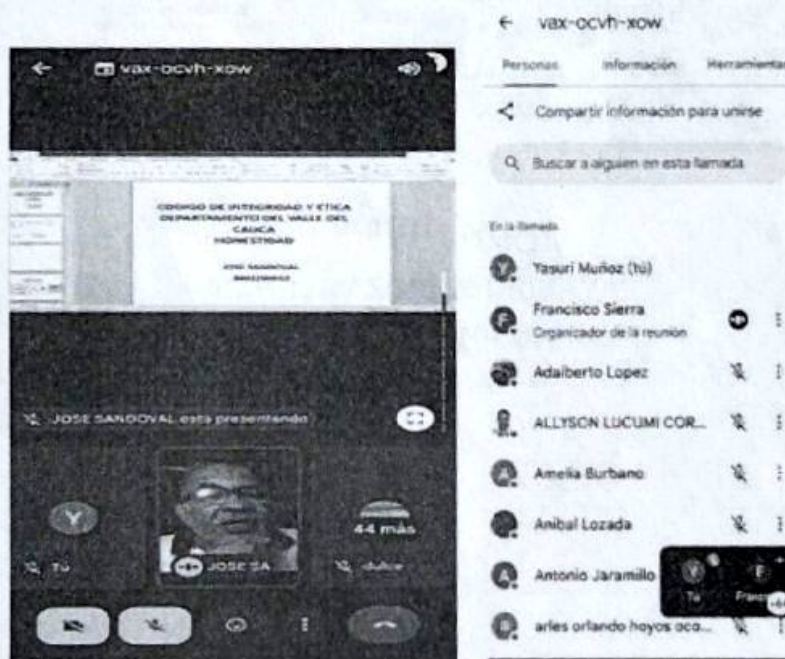 vax-ocvh-xow
CODIGO DE INTEGRIDAD Y ETICA
DEPARTAMENTO DEL VALLE DEL
CAUCA
HONESTIDAD
JOSE SANDOVAL
JOSE SANDOVAL está presentando
Y
44 más
Tú
JOSE SA
dulce
vax-ocvh-xow
Personas
Información
Herramientas
Compartir información para unirse
Buscar a alguien en esta llamada
En la llamada
Yasuri Muñoz (tú)
Francisco Sierra
Organizador de la reunión
Adalberto Lopez
ALLYSON LUCUMI COR...
Amelia Burbano
Anibal Lozada
Antonio Jaramillo
Y
F
Tú
arles orlando hoyos oco...